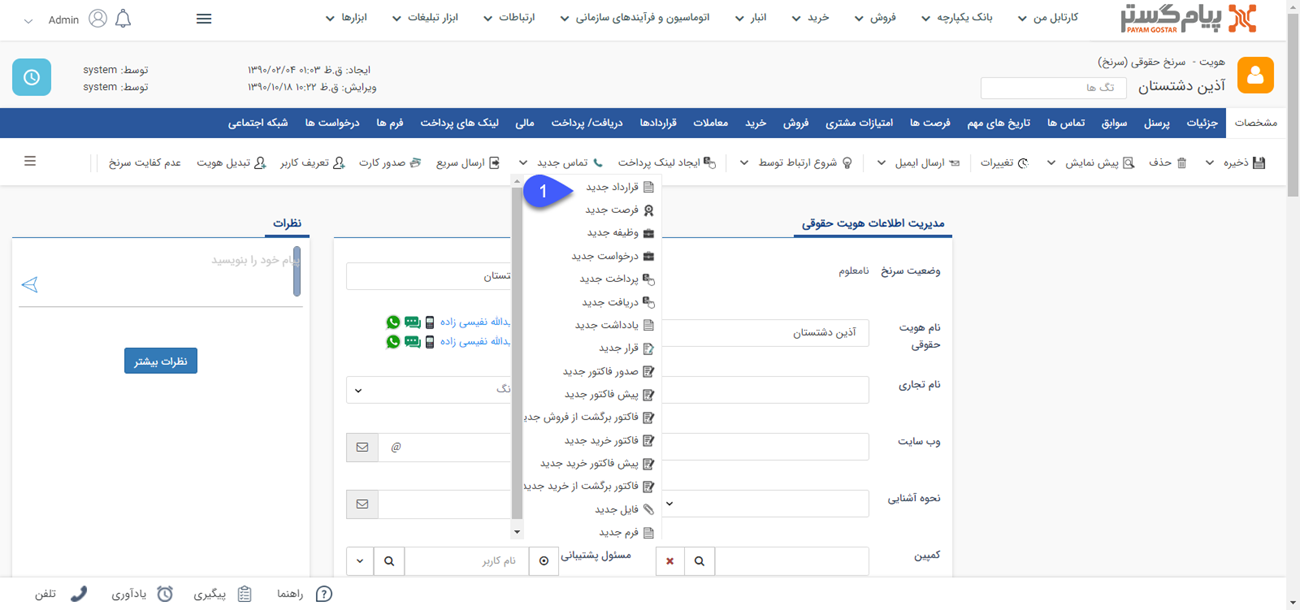 پیام‌گستر
PAYAM GOSTAR
کارتابل من
بانک یکپارچه
فروش
خرید
انبار
اتوماسیون و فرآیندهای سازمانی
ارتباطات
ابزار تبلیغات
ابزارها
Admin
هویت - سرنخ حقوقی (سرنخ)
آذین دشتستان
تگ ها
ایجاد: ق.ظ ۰۱:۰۳ ۱۳۹۰/۰۲/۰۴
توسط: system
ویرایش: ق.ظ ۱۰:۲۲ ۱۳۹۰/۱۰/۱۸
توسط: system
مشخصات
جزئیات
پرسنل
سوابق
تماس ها
تاریخ های مهم
فرصت ها
امتیازات مشتری
فروش
خرید
معاملات
قراردادها
دریافت/ پرداخت
مالی
لینک های پرداخت
فرم ها
درخواست ها
شبکه اجتماعی
ذخیره
حذف
پیش نمایش
تغییرات
ارسال ایمیل
شروع ارتباط توسط
ایجاد لینک پرداخت
تماس جدید
ارسال سریع
صدور کارت
تعریف کاربر
تبدیل هویت
عدم کفایت سرنخ
1
قرارداد جدید
فرصت جدید
وظیفه جدید
درخواست جدید
پرداخت جدید
دریافت جدید
یادداشت جدید
قرار جدید
صدور فاکتور جدید
پیش فاکتور جدید
فاکتور برگشت از فروش جدی
فاکتور خرید جدید
پیش فاکتور خرید جدید
فاکتور برگشت از خرید جدید
فایل جدید
فرم جدید
مدیریت اطلاعات هویت حقوقی
وضعیت سرنخ
نامعلوم
نام هویت
حقوقی
آذین دشتستان
نام تجاری
وب سایت
نحوه آشنایی
کمپین
ستان
یدالله نفیسی زاده
یدالله نفیسی زاده
نگ
@
مسئول پشتیبانی
نام کاربر
نظرات
پیام خود را بنویسید
نظرات بیشتر
راهنما
پیگیری
یادآوری
تلفن